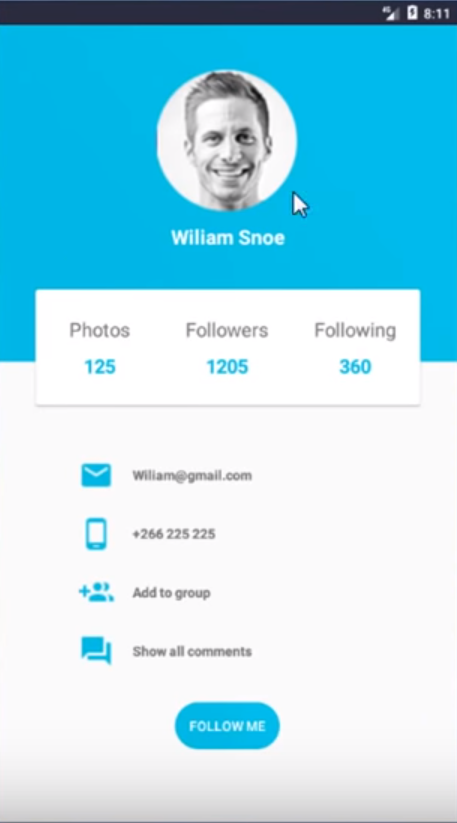 4G 8:11
Wiliam Snoe
Photos Followers Following
125 1205 360
Wiliam@gmail.com
+266 225 225
Add to group
Show all comments
FOLLOW ME